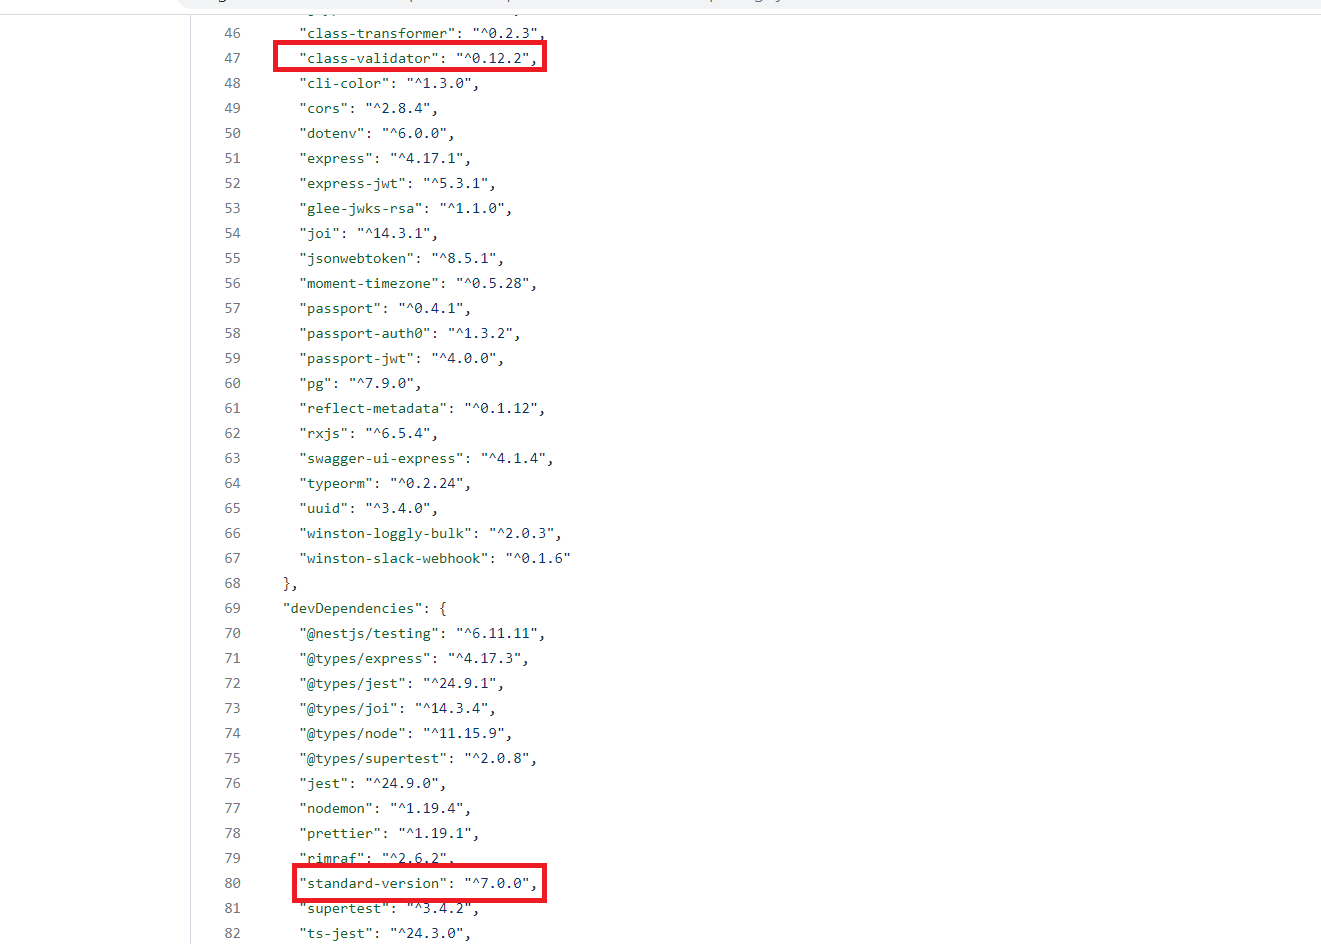 46 "class-transformer": "^0.2.3",
47 "class-validator": "^0.12.2",
48 "cli-color": "^1.3.0",
49 "cors": "^2.8.4",
50 "dotenv": "^6.0.0",
51 "express": "^4.17.1",
52 "express-jwt": "^5.3.1",
53 "glee-jwks-rsa": "^1.1.0",
54 "joi": "^14.3.1",
55 "jsonwebtoken": "^8.5.1",
56 "moment-timezone": "^0.5.28",
57 "passport": "^0.4.1",
58 "passport-auth0": "^1.3.2",
59 "passport-jwt": "^4.0.0",
60 "pg": "^7.9.0",
61 "reflect-metadata": "^0.1.12",
62 "rxjs": "^6.5.4",
63 "swagger-ui-express": "^4.1.4",
64 "typeorm": "^0.2.24",
65 "uuid": "^3.4.0",
66 "winston-loggly-bulk": "^2.0.3",
67 "winston-slack-webhook": "^0.1.6"
68 },
69 "devDependencies": {
70 "@nestjs/testing": "^6.11.11",
71 "@types/express": "^4.17.3",
72 "@types/jest": "^24.9.1",
73 "@types/joi": "^14.3.4",
74 "@types/node": "^11.15.9",
75 "@types/supertest": "^2.0.8",
76 "jest": "^24.9.0",
77 "nodemon": "^1.19.4",
78 "prettier": "^1.19.1",
79 "rimraf": "^2.6.2",
80 "standard-version": "^7.0.0",
81 "supertest": "^3.4.2",
82 "ts-jest": "^24.3.0",